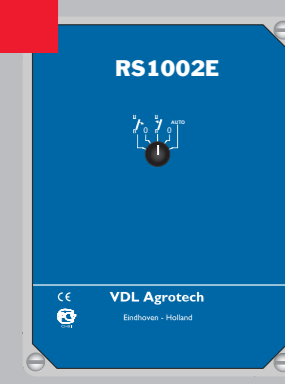 RS1002E
0 0 AUTO
CE
VDL Agrotech
Eindhoven - Holland